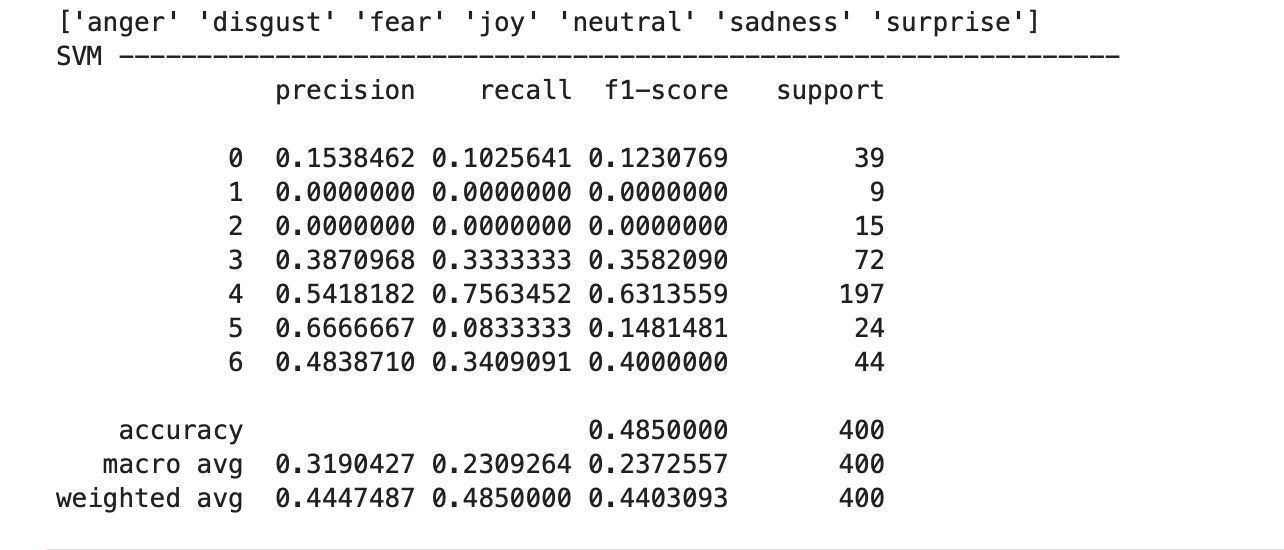 ['anger' 'disgust' 'fear' 'joy' 'neutral' 'sadness' 'surprise']
SVM ----------------------------------------------------------------
precision recall f1-score support
0 0.1538462 0.1025641 0.1230769 39
1 0.0000000 0.0000000 0.0000000 9
2 0.0000000 0.0000000 0.0000000 15
3 0.3870968 0.3333333 0.3582090 72
4 0.5418182 0.7563452 0.6313559 197
5 0.6666667 0.0833333 0.1481481 24
6 0.4838710 0.3409091 0.4000000 44
accuracy 0.4850000 400
macro avg 0.3190427 0.2309264 0.2372557 400
weighted avg 0.4447487 0.4850000 0.4403093 400